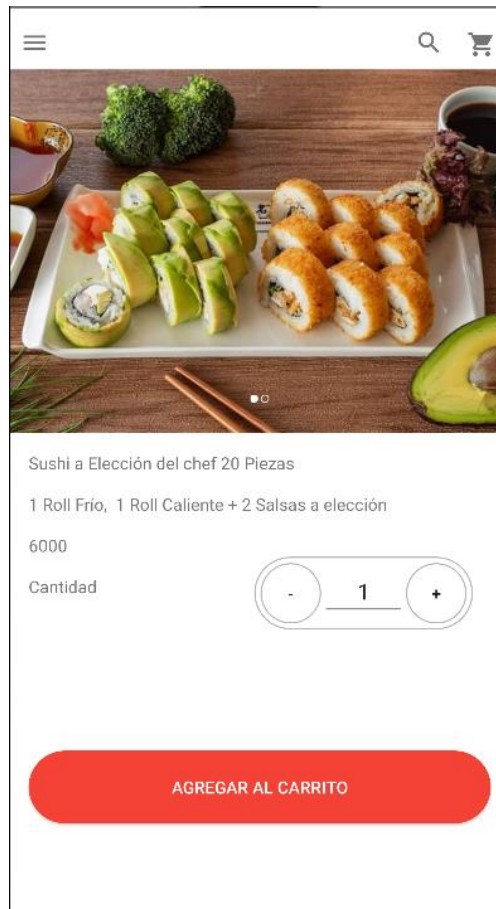 Sushi a Elección del chef 20 Piezas
1 Roll Frío, 1 Roll Caliente + 2 Salsas a elección
6000
Cantidad
- 1 +
AGREGAR AL CARRITO